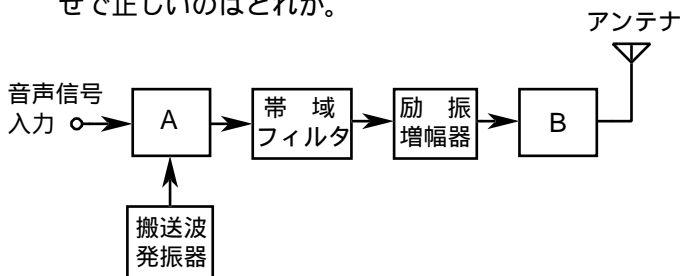 せで正しいのはどれか。
アンテナ
音声信号
入力
A
帯 域
フィルタ
励 振
増幅器
B
搬送波
発振器